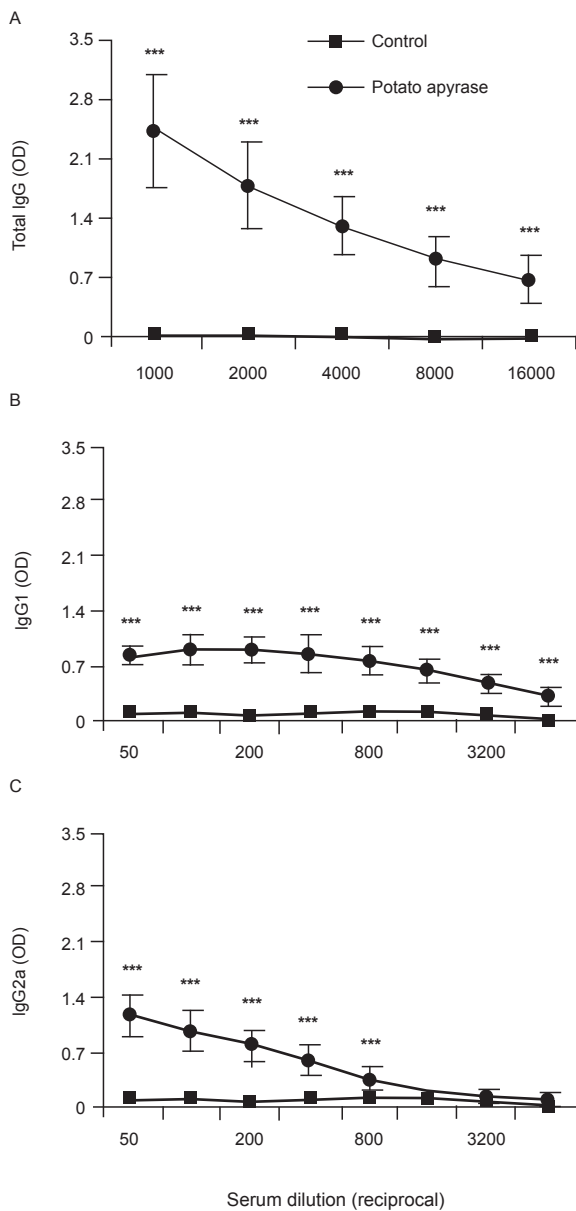 A
3.5
2.8
2.1
1.4
0.7
0
Total IgG (OD)
Control
Potato apyrase
*** *** *** *** ***
1000 2000 4000 8000 16000
B
3.5
2.8
2.1
1.4
0.7
0
IgG1 (OD)
*** *** *** *** *** *** *** ***
50 200 800 3200
C
3.5
2.8
2.1
1.4
0.7
0
IgG2a (OD)
*** *** *** *** ***
50 200 800 3200
Serum dilution (reciprocal)